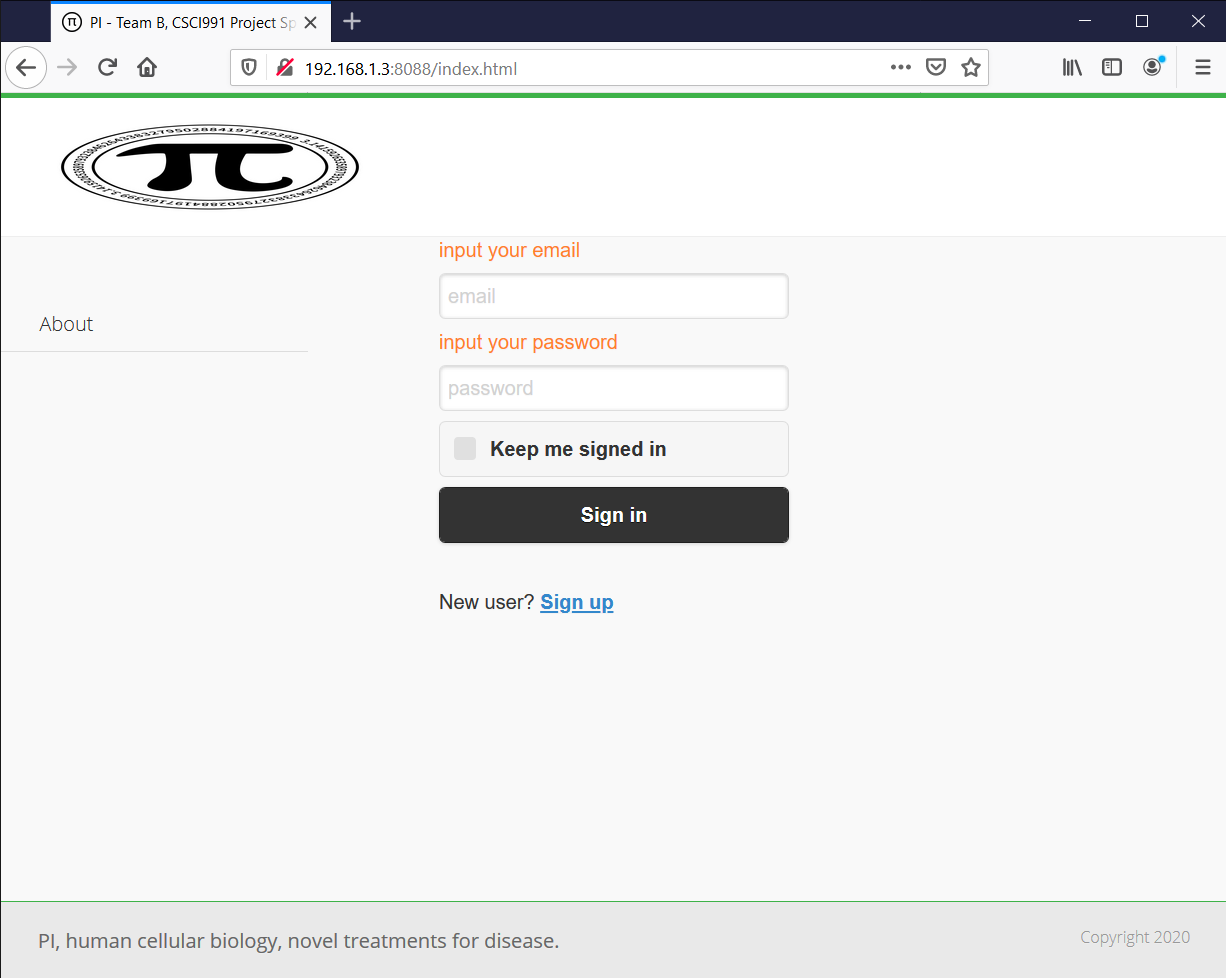 PI - Team B, CSCI991 Project Sp
192.168.1.3:8088/index.html
input your email
email
About
input your password
password
Keep me signed in
Sign in
New user? Sign up
PI, human cellular biology, novel treatments for disease.
Copyright 2020